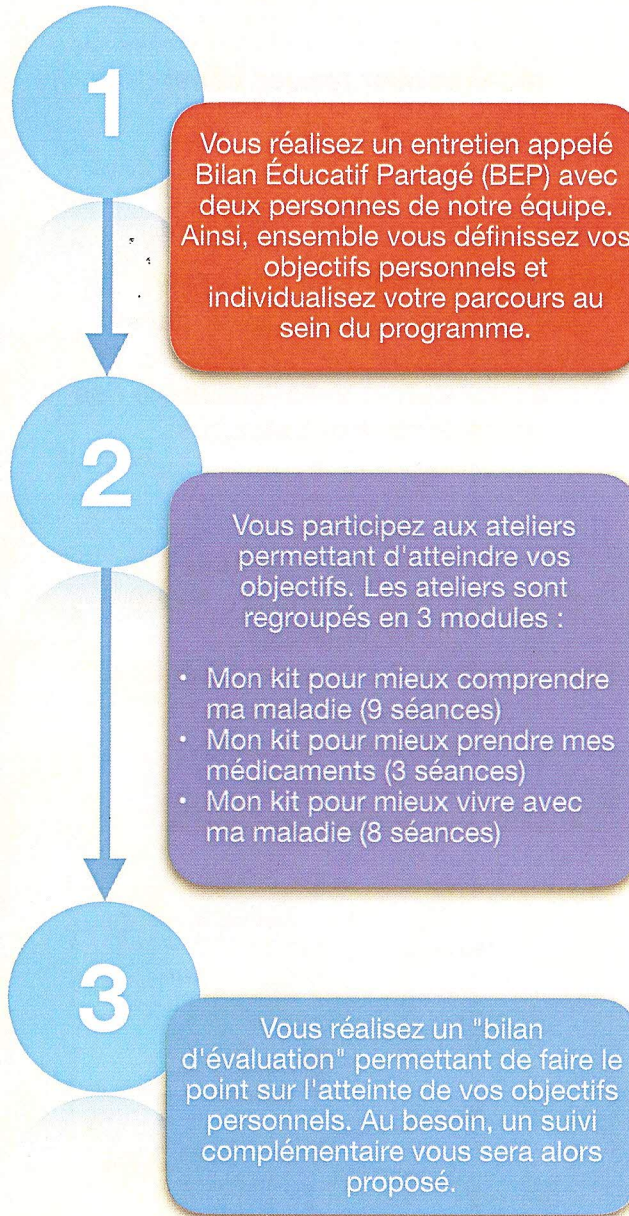 1
Vous réalisez un entretien appelé
Bilan Éducatif Partagé (BEP) avec
deux personnes de notre équipe.
Ainsi, ensemble vous définissez vos
objectifs personnels et
individualisez votre parcours au
sein du programme.
2
Vous participez aux ateliers
permettant d'atteindre vos
objectifs. Les ateliers sont
regroupés en 3 modules :
• Mon kit pour mieux comprendre
ma maladie (9 séances)
• Mon kit pour mieux prendre mes
médicaments (3 séances)
• Mon kit pour mieux vivre avec
ma maladie (8 séances)
3
Vous réalisez un "bilan
d'évaluation" permettant de faire le
point sur l'atteinte de vos objectifs
personnels. Au besoin, un suivi
complémentaire vous sera alors
proposé.